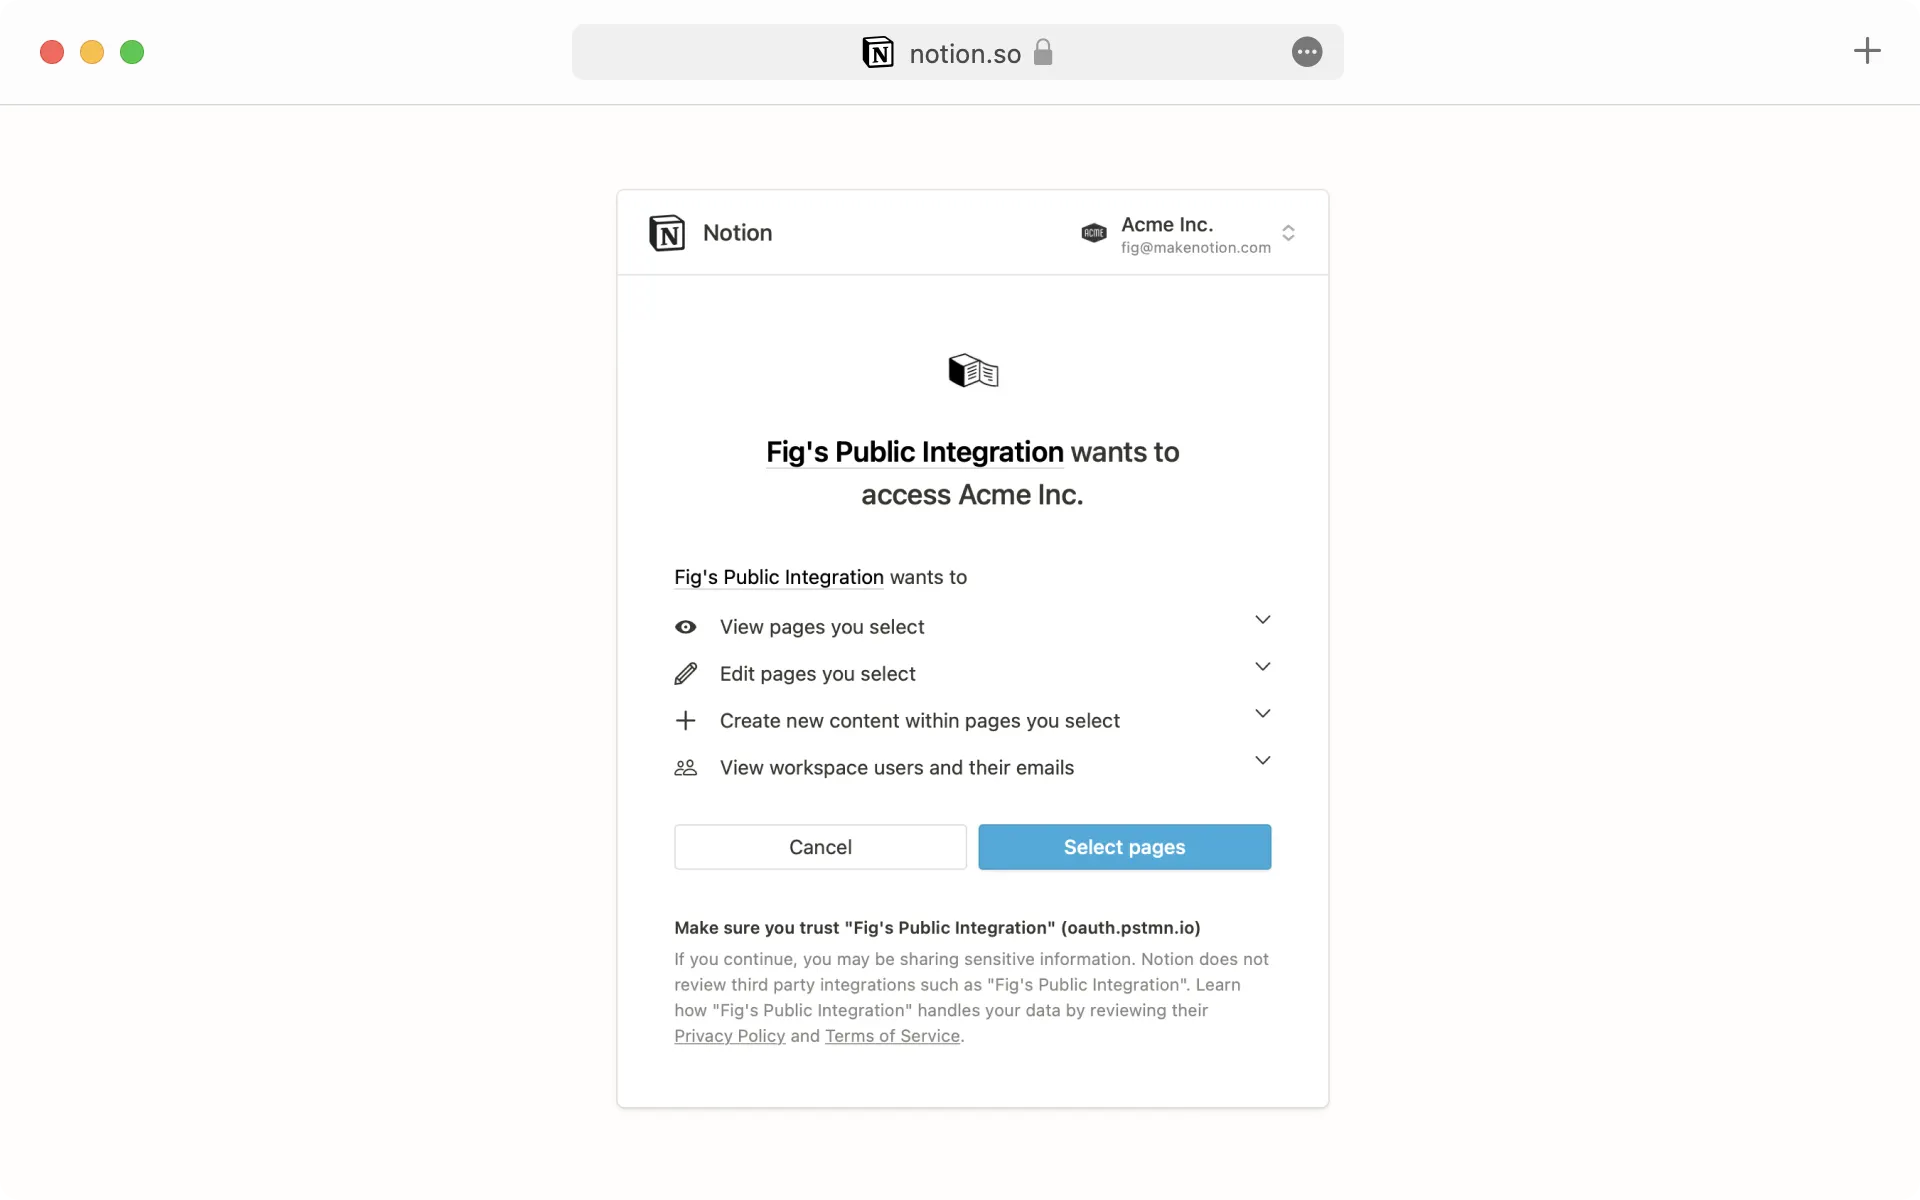 notion.so
Notion
Acme Inc.
fig@makenotion.com
ACME
Fig's Public Integration wants to
access Acme Inc.
Fig's Public Integration wants to
View pages you select
Edit pages you select
Create new content within pages you select
View workspace users and their emails
Cancel
Select pages
Make sure you trust "Fig's Public Integration" (oauth.pstmn.io)
If you continue, you may be sharing sensitive information. Notion does not
review third party integrations such as "Fig's Public Integration". Learn
how "Fig's Public Integration" handles your data by reviewing their
Privacy Policy and Terms of Service.